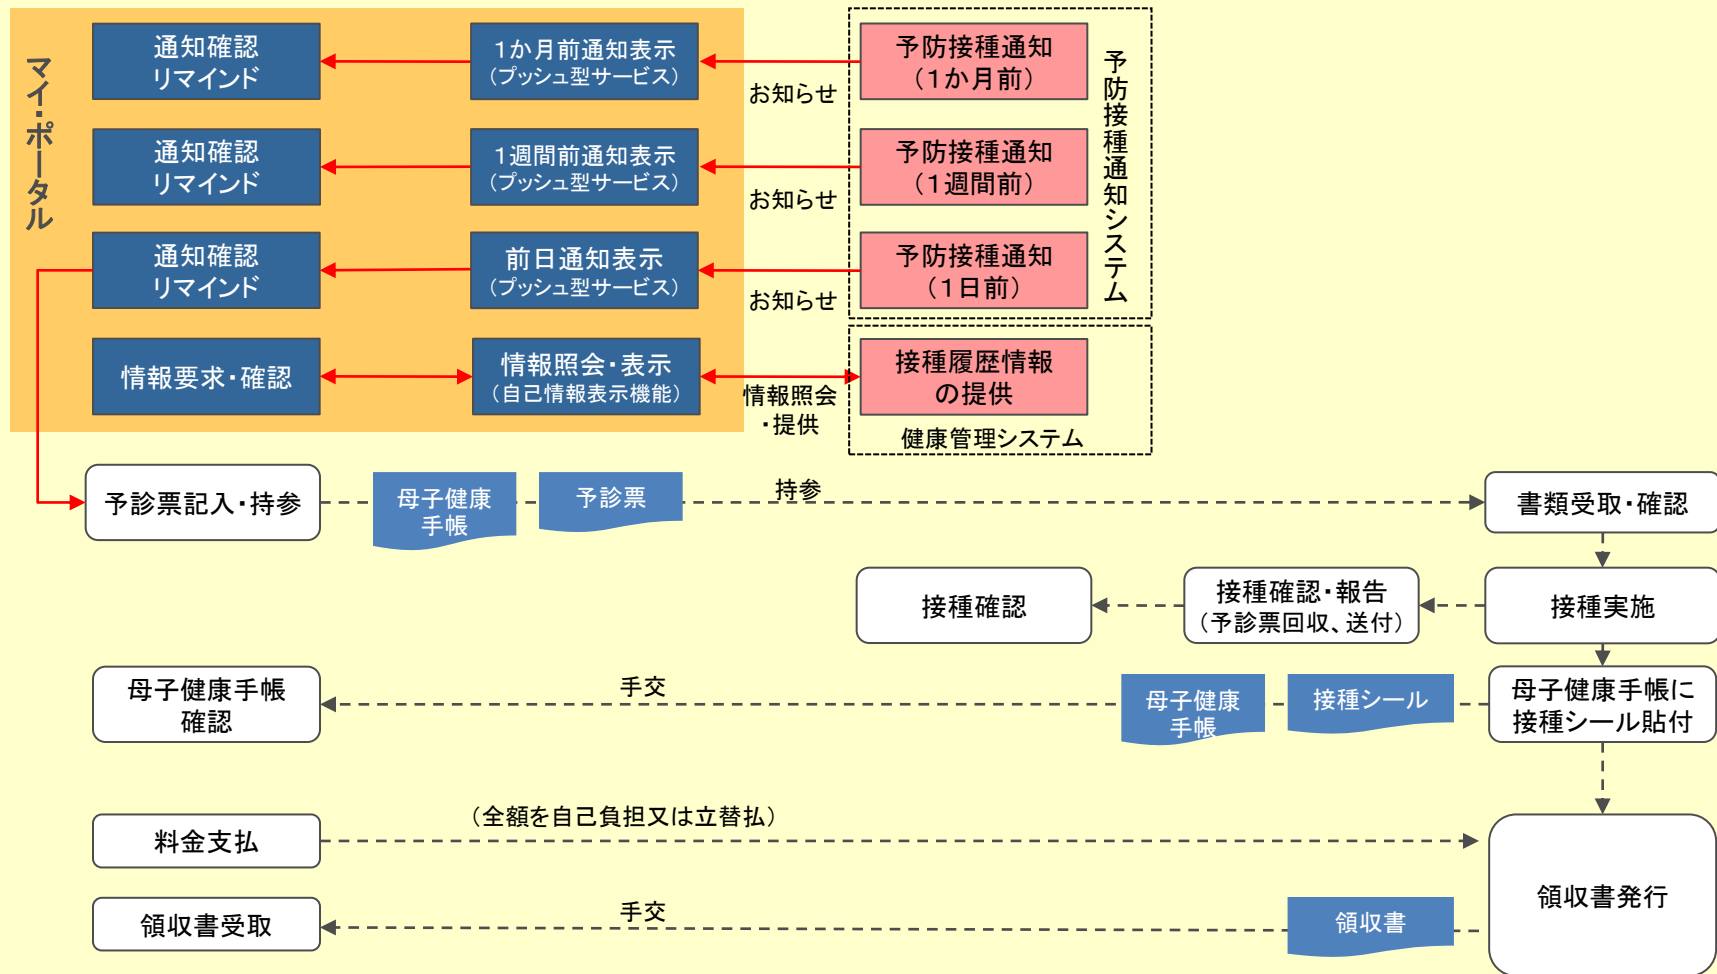 マイ・ポータル
通知確認
リマインド
1か月前通知表示
（プッシュ型サービス）
お知らせ
予防接種通知
（1か月前）
予防接種通知システム
通知確認
リマインド
1週間前通知表示
（プッシュ型サービス）
お知らせ
予防接種通知
（1週間前）
通知確認
リマインド
前日通知表示
（プッシュ型サービス）
お知らせ
予防接種通知
（1日前）
情報要求・確認
情報照会・表示
（自己情報表示機能）
情報照会
・提供
接種履歴情報
の提供
健康管理システム
予診票記入・持参
母子健康
手帳
予診票
持参
書類受取・確認
接種確認
接種確認・報告
（予診票回収、送付）
接種実施
母子健康手帳
確認
手交
母子健康
手帳
接種シール
母子健康手帳に
接種シール貼付
料金支払
（全額を自己負担又は立替払）
領収書発行
領収書受取
手交
領収書